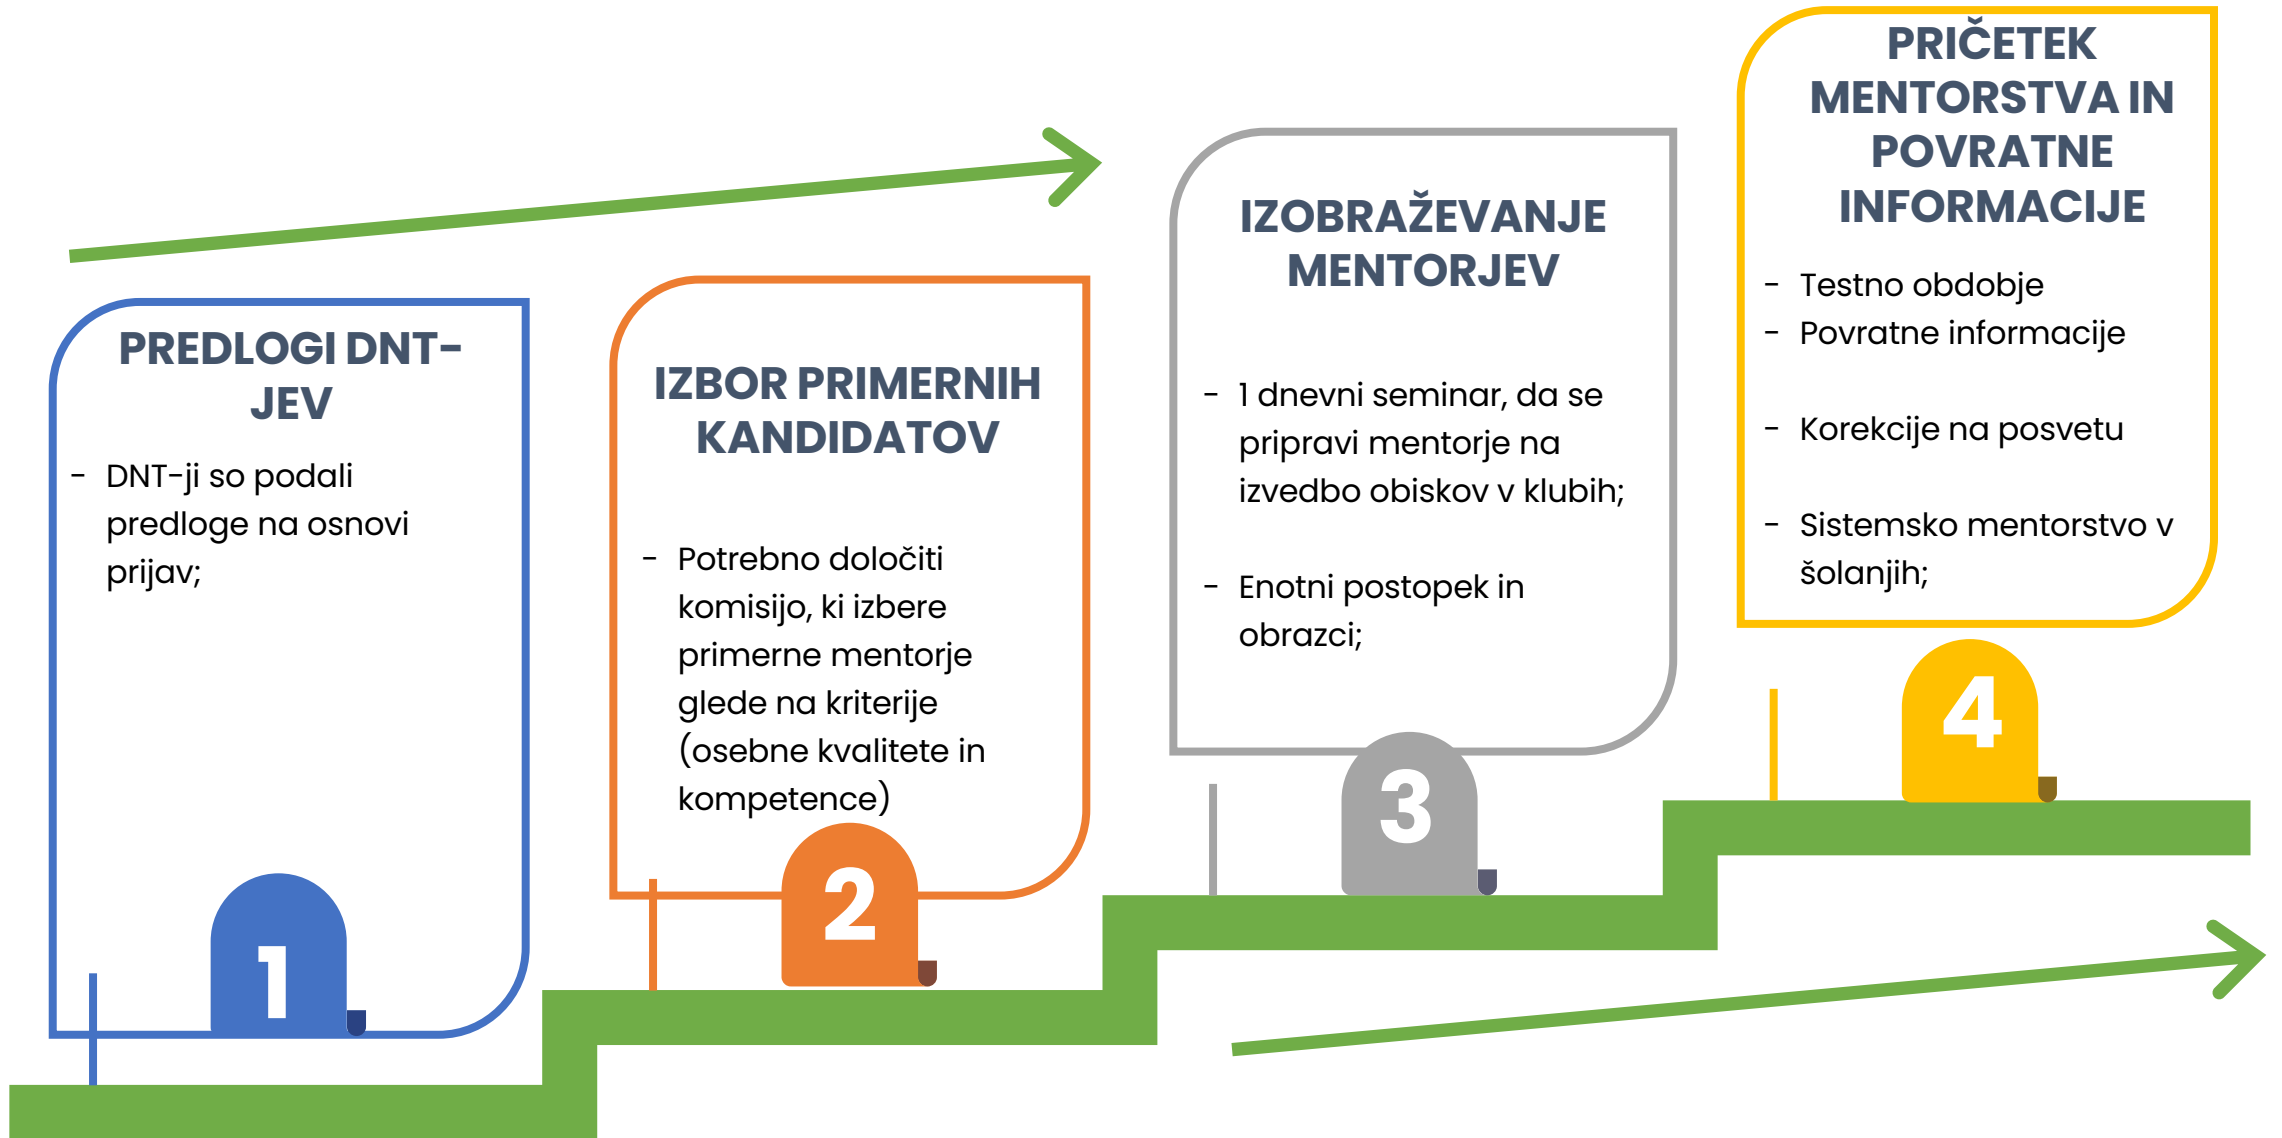 PREDLOGI DNT-
JEV
- DNT-ji so podali
predloge na osnovi
prijav;
1
IZBOR PRIMERNIH
KANDIDATOV
- Potrebno določiti
komisijo, ki izbere
primerne mentorje
glede na kriterije
(osebne kvalitete in
kompetence)
2
IZOBRAŽEVANJE
MENTORJEV
- 1 dnevni seminar, da se
pripravi mentorje na
izvedbo obiskov v klubih;
- Enotni postopek in
obrazci;
3
PRIČETEK
MENTORSTVA IN
POVRATNE
INFORMACIJE
- Testno obdobje
- Povratne informacije
- Korekcije na posvetu
- Sistemsko mentorstvo v
šolanjih;
4